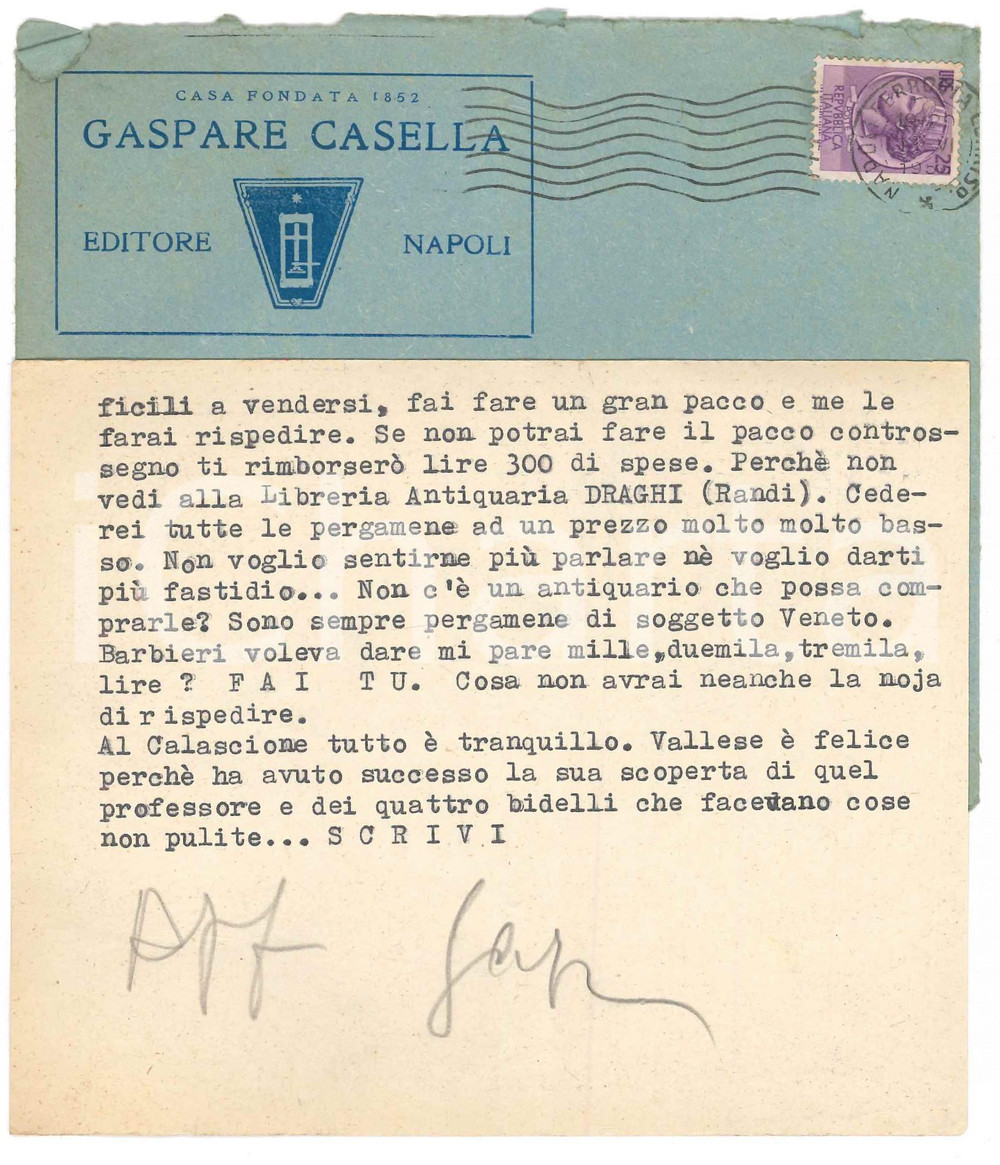 CASA FONDATA 1852
GASPARE CASELLA
EDITORE NAPOLI
REPVBBLICA
ITALIANA
25
ficili a vendersi, fai fare un gran pacco e me le
farai rispedire. Se non potrai fare il pacco contros-
segno ti rimborserò lire 300 di spese. Perchè non
vedi alla Libreria Antiquaria DRAGHI (Randi). Cede-
rei tutte le pergamene ad un prezzo molto molto bas-
so. Non voglio sentirne più parlare nè voglio darti
più fastidio... Non c'è un antiquario che possa com-
prarle? Sono sempre pergamene di soggetto Veneto.
Barbieri voleva dare mi pare mille,duemila,tremila,
lire ? F A I T U. Cosa non avrai neanche la noja
di r ispedire.
Al Calascione tutto è tranquillo. Vallese è felice
perchè ha avuto successo la sua scoperta di quel
professore e dei quattro bidelli che facevano cose
non pulite... S C R I V I
Aff Gasp